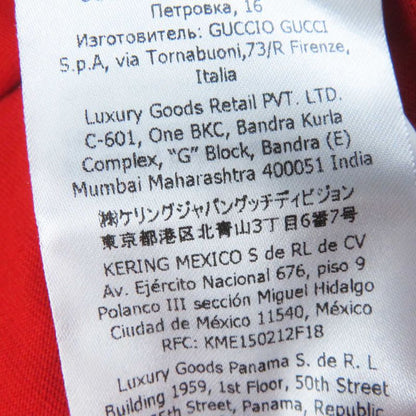 Петровка, 16
Изготовитель: GUCCIO GUCCI
S.p.A, via Tornabuoni,73/R Firenze,
Italia
Luxury Goods Retail PVT. LTD.
C-601, One BKC, Bandra Kurla
Complex, "G" Block, Bandra (E)
Mumbai Maharashtra 400051 India
㈱ケリングジャパングッチディビジョン
東京都港区北青山3丁目6番7号
KERING MEXICO S de RL de CV
Av. Ejército Nacional 676, piso 9
Polanco III sección Miguel Hidalgo
Ciudad de México 11540, México
RFC: KME150212F18
Luxury Goods Panama S. de R. L
Building 1959, 1st Floor, 50th Street
Street, Panama, Republic